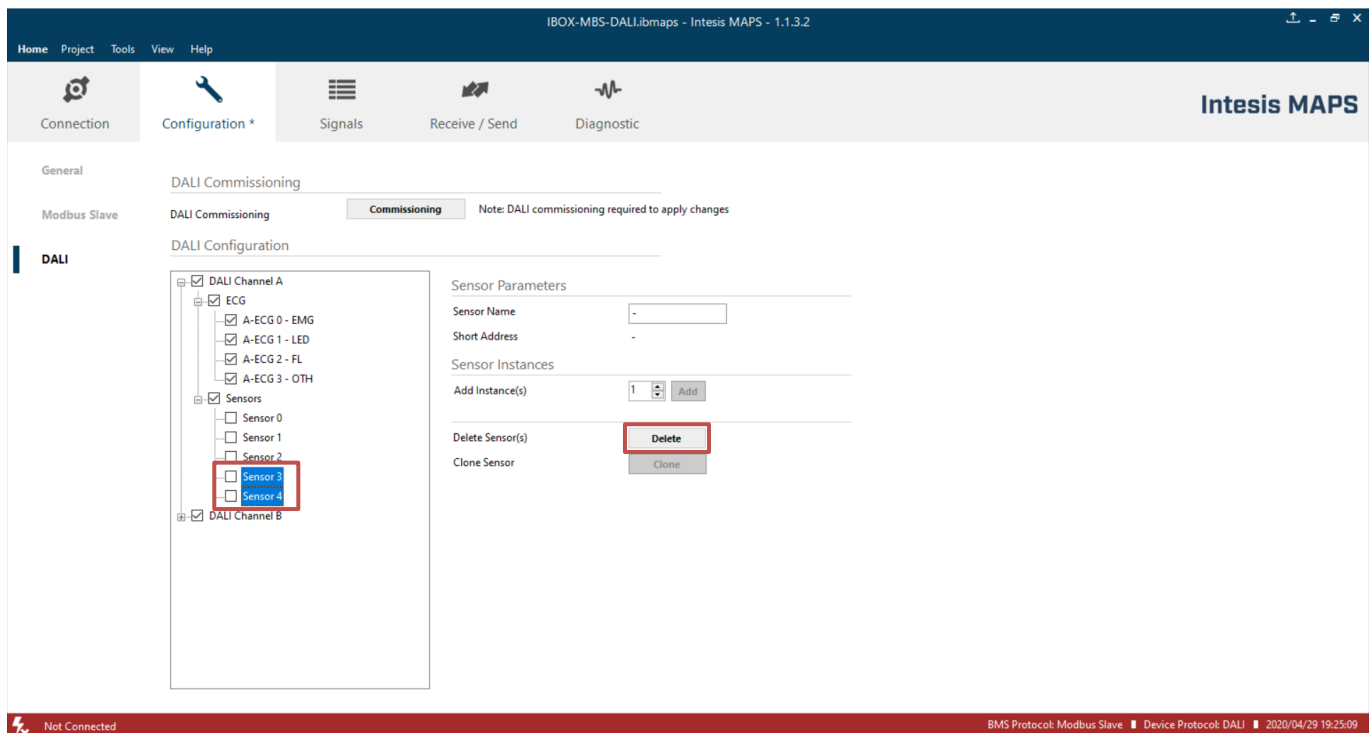 IBOX-MBS-DALI.ibmaps - Intesis MAPS - 1.1.3.2
Home Project Tools View Help
Connection Configuration * Signals Receive / Send Diagnostic
Intesis MAPS
General
Modbus Slave
DALI
DALI Commissioning
DALI Commissioning Commissioning Note: DALI commissioning required to apply changes
DALI Configuration
DALI Channel A
ECG
A-ECG 0 - EMG
A-ECG 1 - LED
A-ECG 2 - FL
A-ECG 3 - OTH
Sensors
Sensor 0
Sensor 1
Sensor 2
Sensor 3
Sensor 4
DALI Channel B
Sensor Parameters
Sensor Name -
Short Address -
Sensor Instances
Add Instance(s) 1 Add
Delete Sensor(s) Delete
Clone Sensor Clone
Not Connected
BMS Protocol: Modbus Slave Device Protocol: DALI 2020/04/29 19:25:09